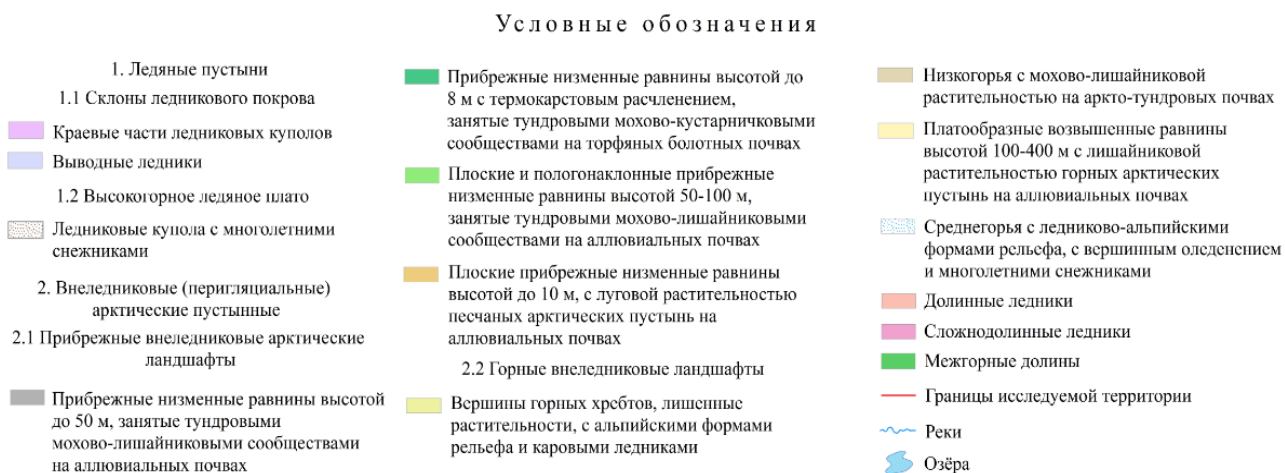 Условные обозначения
1. Ледяные пустыни
1.1 Склоны ледникового покрова
Краевые части ледниковых куполов
Выводные ледники
1.2 Высокогорное ледяное плато
Ледниковые купола с многолетними
снежниками
2. Внеледниковые (перигляциальные)
арктические пустынные
2.1 Прибрежные внеледниковые арктические
ландшафты
Прибрежные низменные равнины высотой
до 50 м, занятые тундровыми
мохово-лишайниковыми сообществами
на аллювиальных почвах
Прибрежные низменные равнины высотой до
8 м с термокарстовым расчленением,
занятые тундровыми мохово-кустарничковыми
сообществами на торфяных болотных почвах
Плоские и пологонаклонные прибрежные
низменные равнины высотой 50-100 м,
занятые тундровыми мохово-лишайниковыми
сообществами на аллювиальных почвах
Плоские прибрежные низменные равнины
высотой до 10 м, с луговой растительностью
песчаных арктических пустынь на
аллювиальных почвах
2.2 Горные внеледниковые ландшафты
Вершины горных хребтов, лишенные
растительности, с альпийскими формами
рельефа и каровыми ледниками
Низкогорья с мохово-лишайниковой
растительностью на аркто-тундровых почвах
Платообразные возвышенные равнины
высотой 100-400 м с лишайниковой
растительностью горных арктических
пустынь на аллювиальных почвах
Среднегорья с ледниково-альпийскими
формами рельефа, с вершинным оледенением
и многолетними снежниками
Долинные ледники
Сложнодолинные ледники
Межгорные долины
Границы исследуемой территории
Реки
Озёра